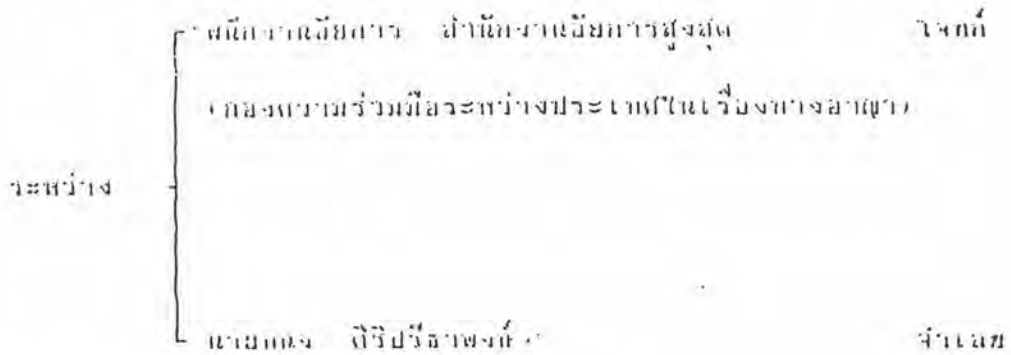 พนักงานอัยการ สำนักงานอัยการสูงสุด โจทก์
(กองความร่วมมือระหว่างประเทศในเรื่องทางอาญา)
ระหว่าง
นาย จำเลย